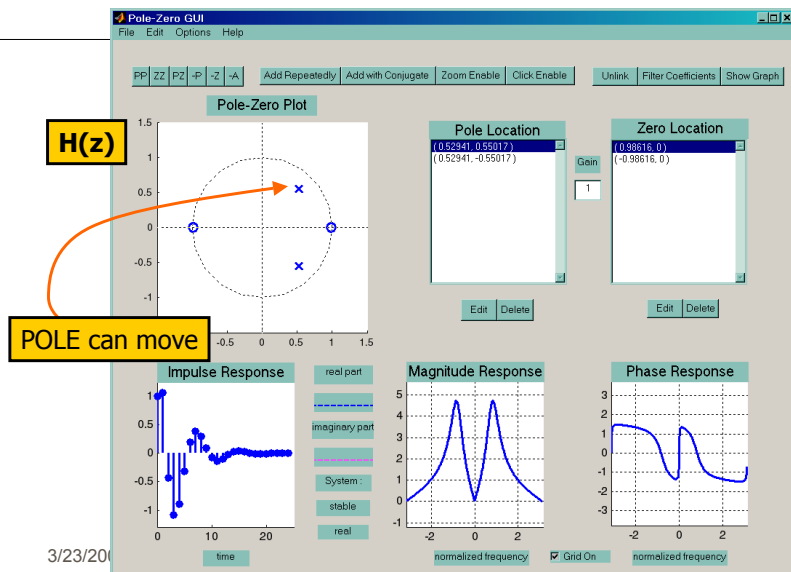 Pole-Zero GUI
File Edit Options Help
PP ZZ PZ -P -Z -A
Add Repeatedly Add with Conjugate Zoom Enable Click Enable
Unlink Filter Coefficients Show Graph
Pole-Zero Plot
H(z)
1.5
1
0.5
0
-0.5
-1
-0.5 0 0.5 1 1.5
POLE can move
Pole Location
( 0.52941, 0.55017 )
( 0.52941, -0.55017 )
Edit Delete
Gain
1
Zero Location
( 0.98616, 0 )
( -0.98616, 0 )
Edit Delete
Impulse Response
1
0.5
0
-0.5
-1
0 10 20
time
real part
imaginary part
System :
stable
real
Magnitude Response
5
4
3
2
1
0
-1
-2 0 2
normalized frequency
Grid On
Phase Response
3
2
1
0
-1
-2
-3
-2 0 2
normalized frequency
3/23/20